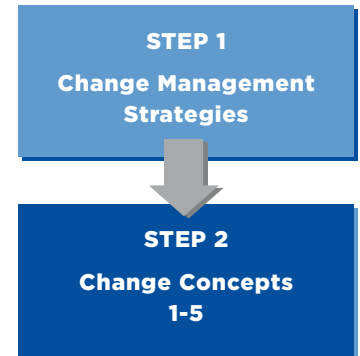 STEP 1
Change Management
Strategies
STEP 2
Change Concepts
1-5